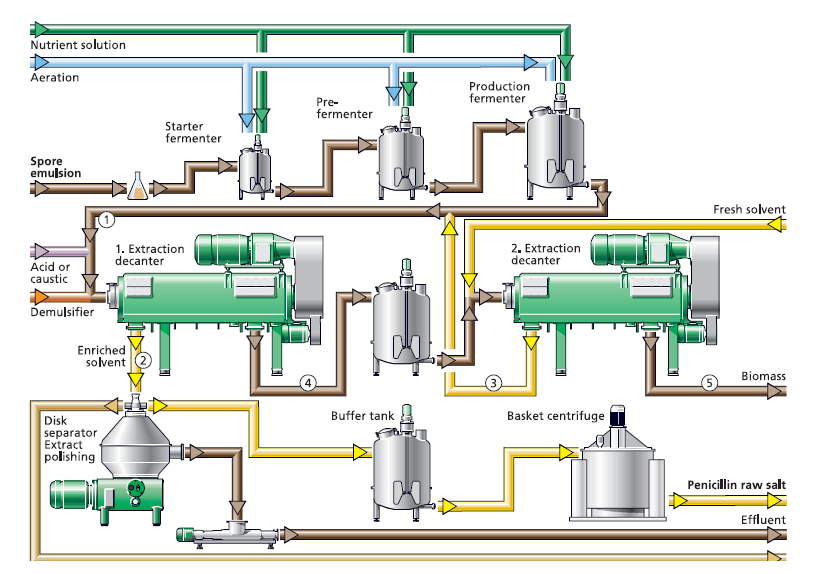 Nutrient solution
Aeration
Production
fermenter
Pre-
fermenter
Starter
fermenter
Spore
emulsion
1
Fresh solvent
1. Extraction
decanter
2. Extraction
decanter
Acid or
caustic
Demulsifier
Enriched
solvent
2
4
3
5
Biomass
Disk
separator
Extract
polishing
Buffer tank
Basket centrifuge
Penicillin raw salt
Effluent